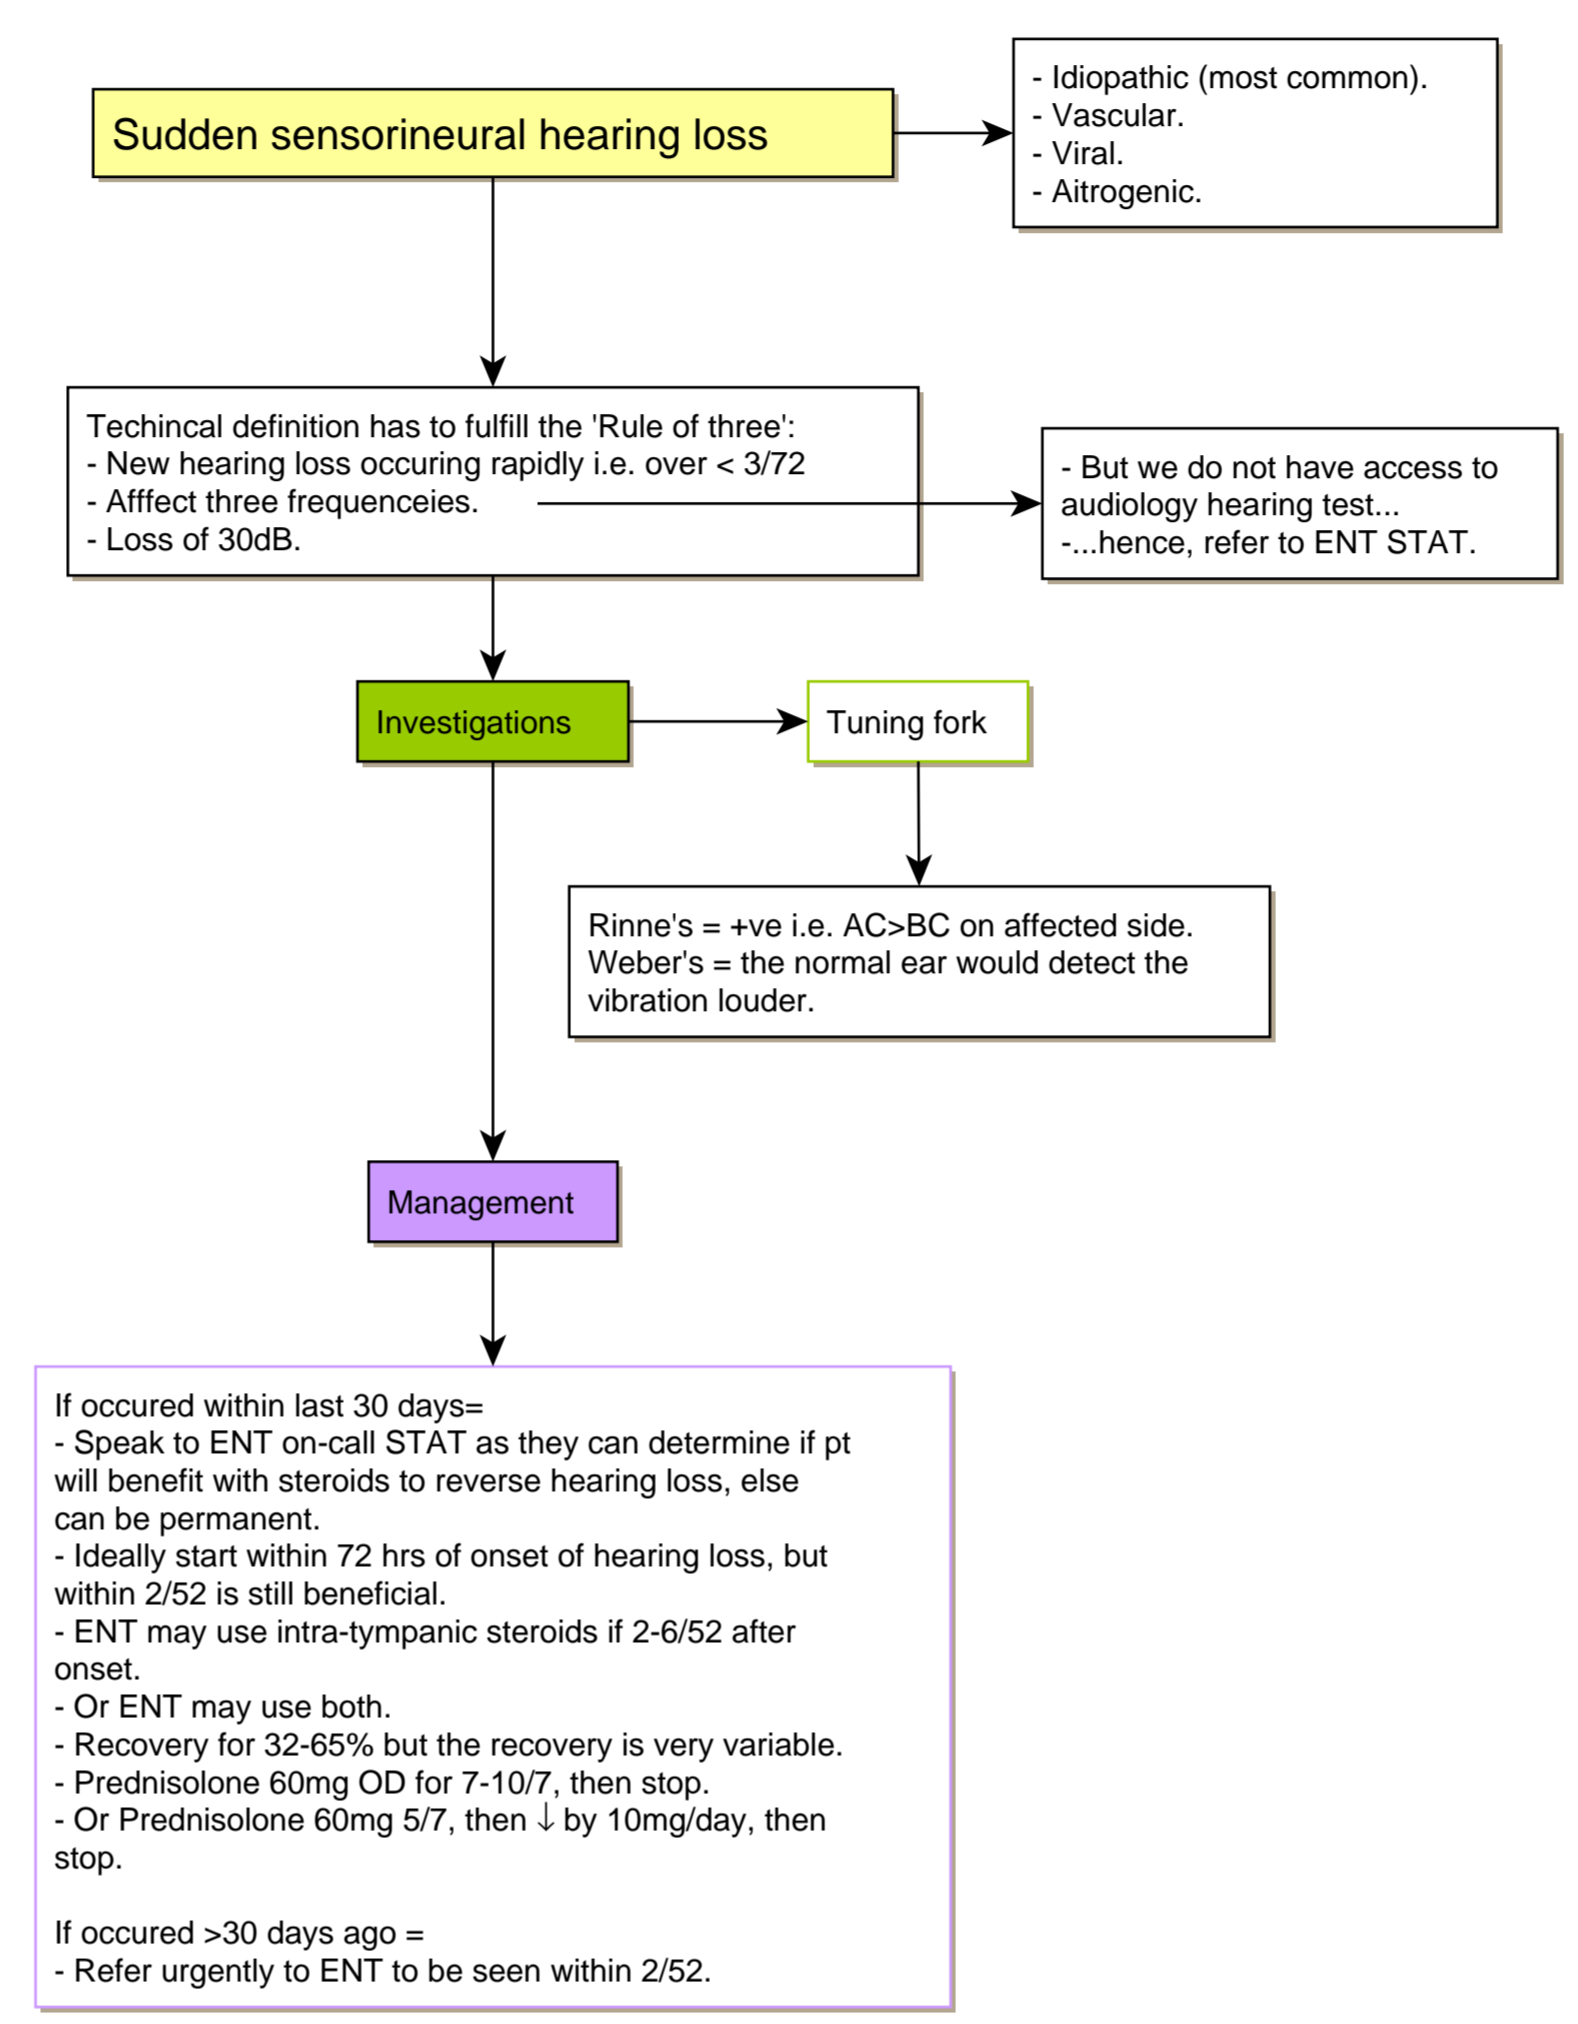 Sudden sensorineural hearing loss
- Idiopathic (most common).
- Vascular.
- Viral.
- Aitrogenic.
Techincal definition has to fulfill the 'Rule of three':
- New hearing loss occuring rapidly i.e. over < 3/72
- Afffect three frequenceies.
- Loss of 30dB.
- But we do not have access to
audiology hearing test...
-...hence, refer to ENT STAT.
Investigations
Tuning fork
Rinne's = +ve i.e. AC>BC on affected side.
Weber's = the normal ear would detect the
vibration louder.
Management
If occured within last 30 days=
- Speak to ENT on-call STAT as they can determine if pt
will benefit with steroids to reverse hearing loss, else
can be permanent.
- Ideally start within 72 hrs of onset of hearing loss, but
within 2/52 is still beneficial.
- ENT may use intra-tympanic steroids if 2-6/52 after
onset.
- Or ENT may use both.
- Recovery for 32-65% but the recovery is very variable.
- Prednisolone 60mg OD for 7-10/7, then stop.
- Or Prednisolone 60mg 5/7, then ↓ by 10mg/day, then
stop.
If occured >30 days ago =
- Refer urgently to ENT to be seen within 2/52.